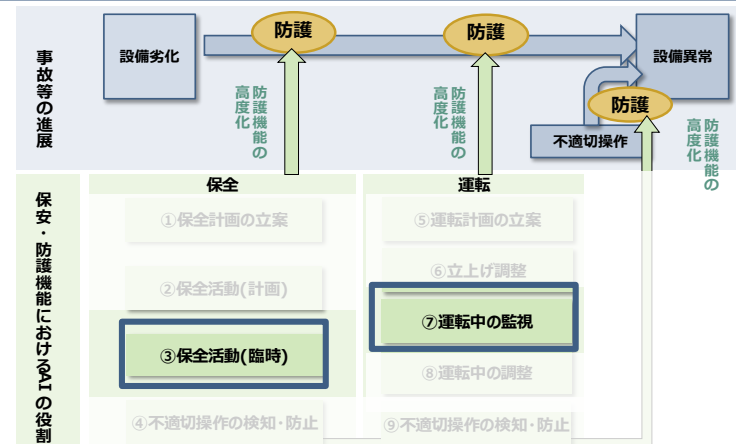 事故等の進展
設備劣化
防護
防護
設備異常
防護
不適切操作
防護機能の
高度化
防護機能の
高度化
防護機能の
高度化
保安・防護機能におけるAIの役割
保全
①保全計画の立案
②保全活動(計画)
③保全活動(臨時)
④不適切操作の検知・防止
運転
⑤運転計画の立案
⑥立上げ調整
⑦運転中の監視
⑧運転中の調整
⑨不適切操作の検知・防止